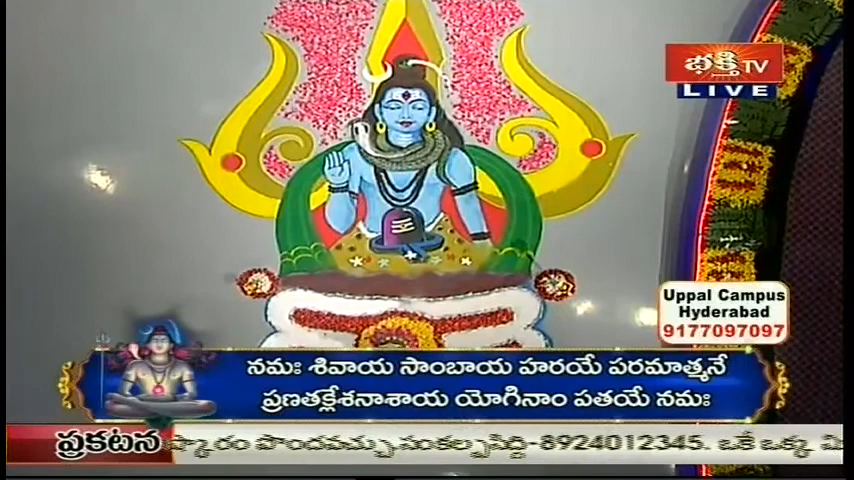 భక్తి TV
LIVE
Uppal Campus
Hyderabad
9177097097
నమః శివాయ సాంబాయ హరయే పరమాత్మనే
ప్రణతక్లేశనాశాయ యోగినాం పతయే నమః
ప్రకటన స్కారం పొందవచ్చు.సంకల్పసిద్ధి-8924012345. ఒకే ఒక్క మి